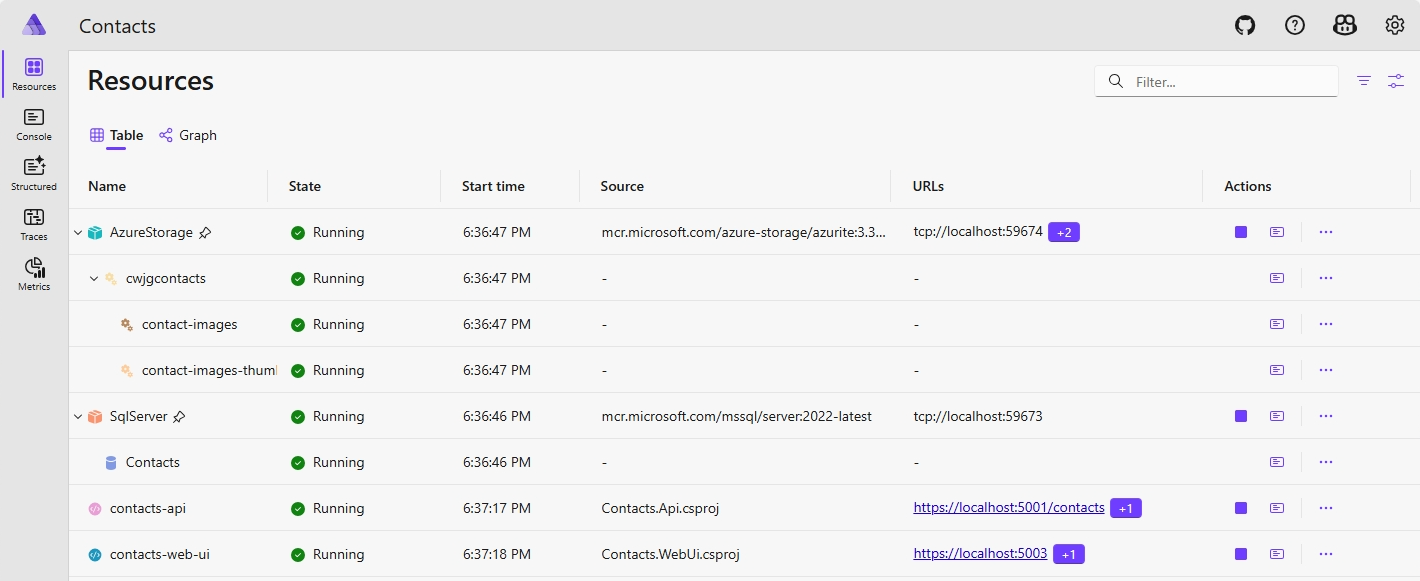 Contacts
Resources
Console
Structured
Traces
Metrics
Resources
Filter...
Table Graph
Name State Start time Source URLs Actions
AzureStorage Running 6:36:47 PM mcr.microsoft.com/azure-storage/azurite:3.3... tcp://localhost:59674 +2
cwjgcontacts Running 6:36:47 PM - -
contact-images Running 6:36:47 PM - -
contact-images-thum Running 6:36:47 PM - -
SqlServer Running 6:36:46 PM mcr.microsoft.com/mssql/server:2022-latest tcp://localhost:59673
Contacts Running 6:36:46 PM - -
contacts-api Running 6:37:17 PM Contacts.Api.csproj https://localhost:5001/contacts +1
contacts-web-ui Running 6:37:18 PM Contacts.WebUi.csproj https://localhost:5003 +1